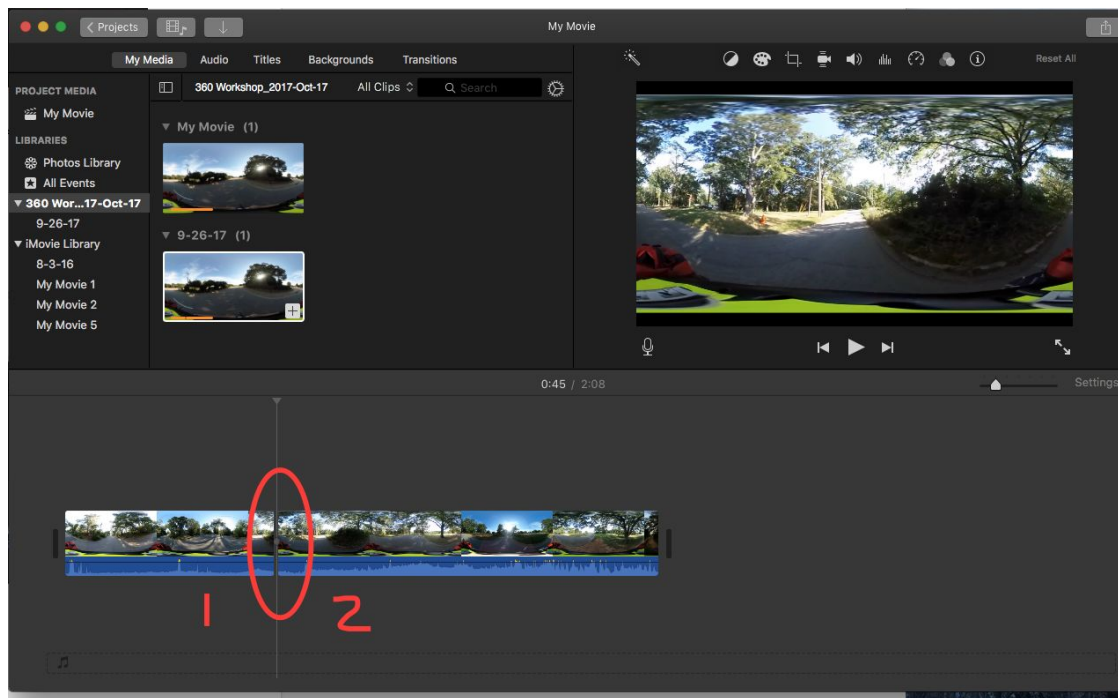 Projects
My Movie
My Media Audio Titles Backgrounds Transitions
Reset All
PROJECT MEDIA
My Movie
LIBRARIES
Photos Library
All Events
360 Wor...17-Oct-17
9-26-17
iMovie Library
8-3-16
My Movie 1
My Movie 2
My Movie 5
360 Workshop_2017-Oct-17 All Clips Search
My Movie (1)
9-26-17 (1)
0:45 / 2:08
Settings
1 2